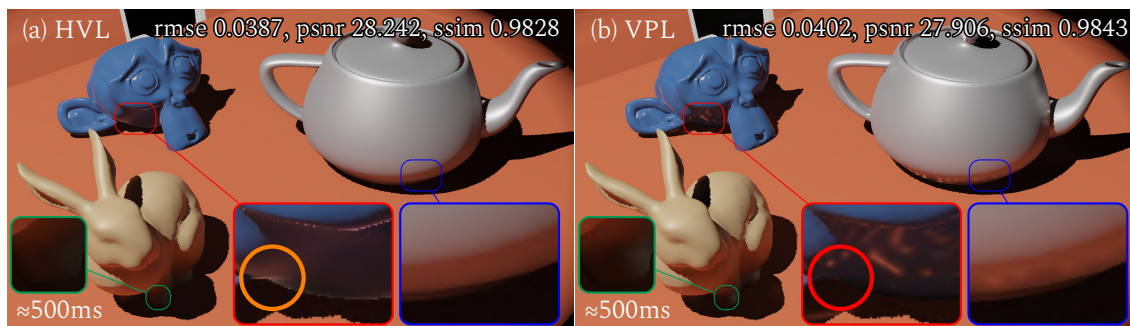 (a) HVL rmse 0.0387, psnr 28.242, ssim 0.9828
≈500ms
(b) VPL rmse 0.0402, psnr 27.906, ssim 0.9843
≈500ms